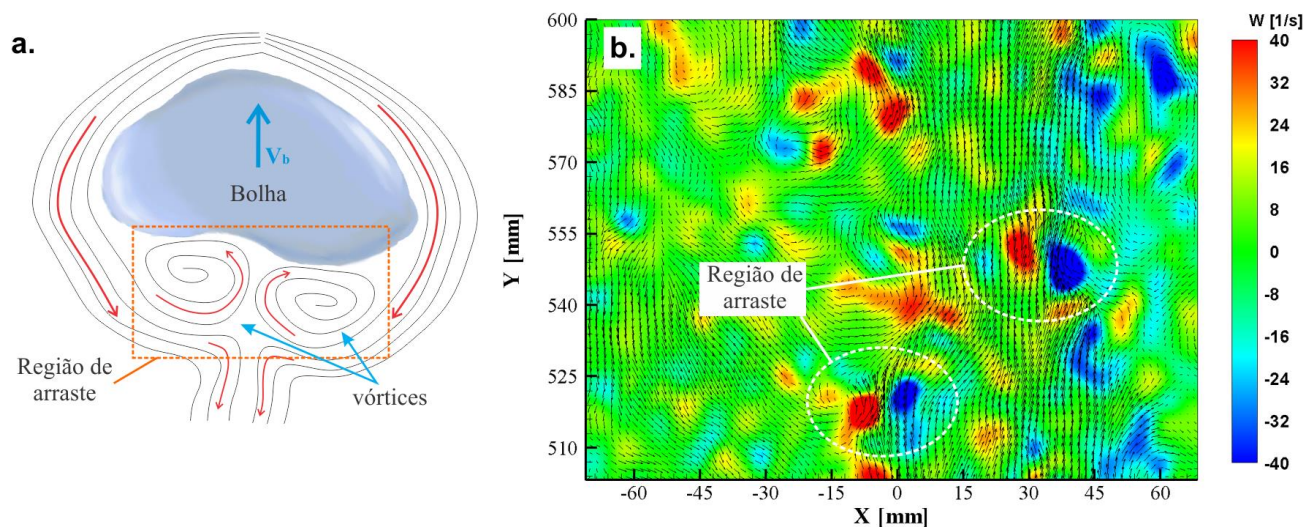 a.
V_b
Bolha
Região de
arraste
vórtices
b.
Y [mm]
600
585
570
555
540
525
510
Região de
arraste
-60
-45
-30
-15
0
15
30
45
60
X [mm]
W [1/s]
40
32
24
16
8
0
-8
-16
-24
-32
-40